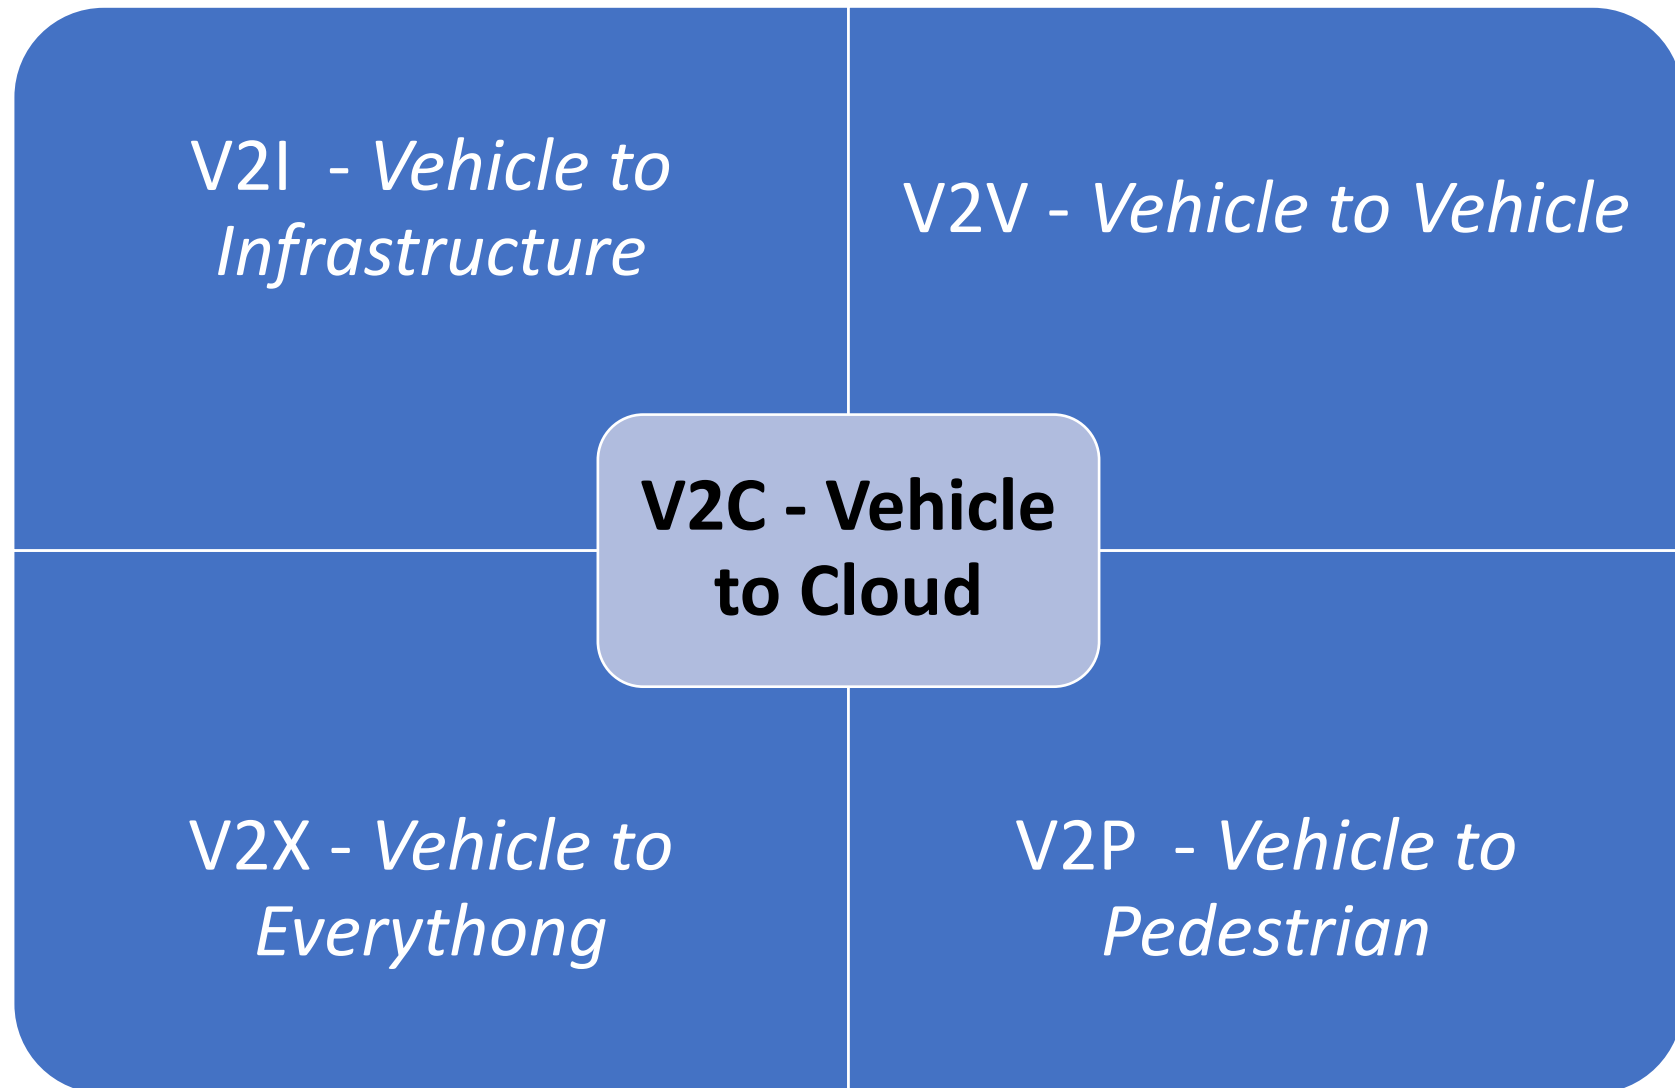 V2I  - Vehicle to
Infrastructure
V2V - Vehicle to Vehicle
V2C - Vehicle
to Cloud
V2X - Vehicle to
Everythong
V2P  - Vehicle to
Pedestrian